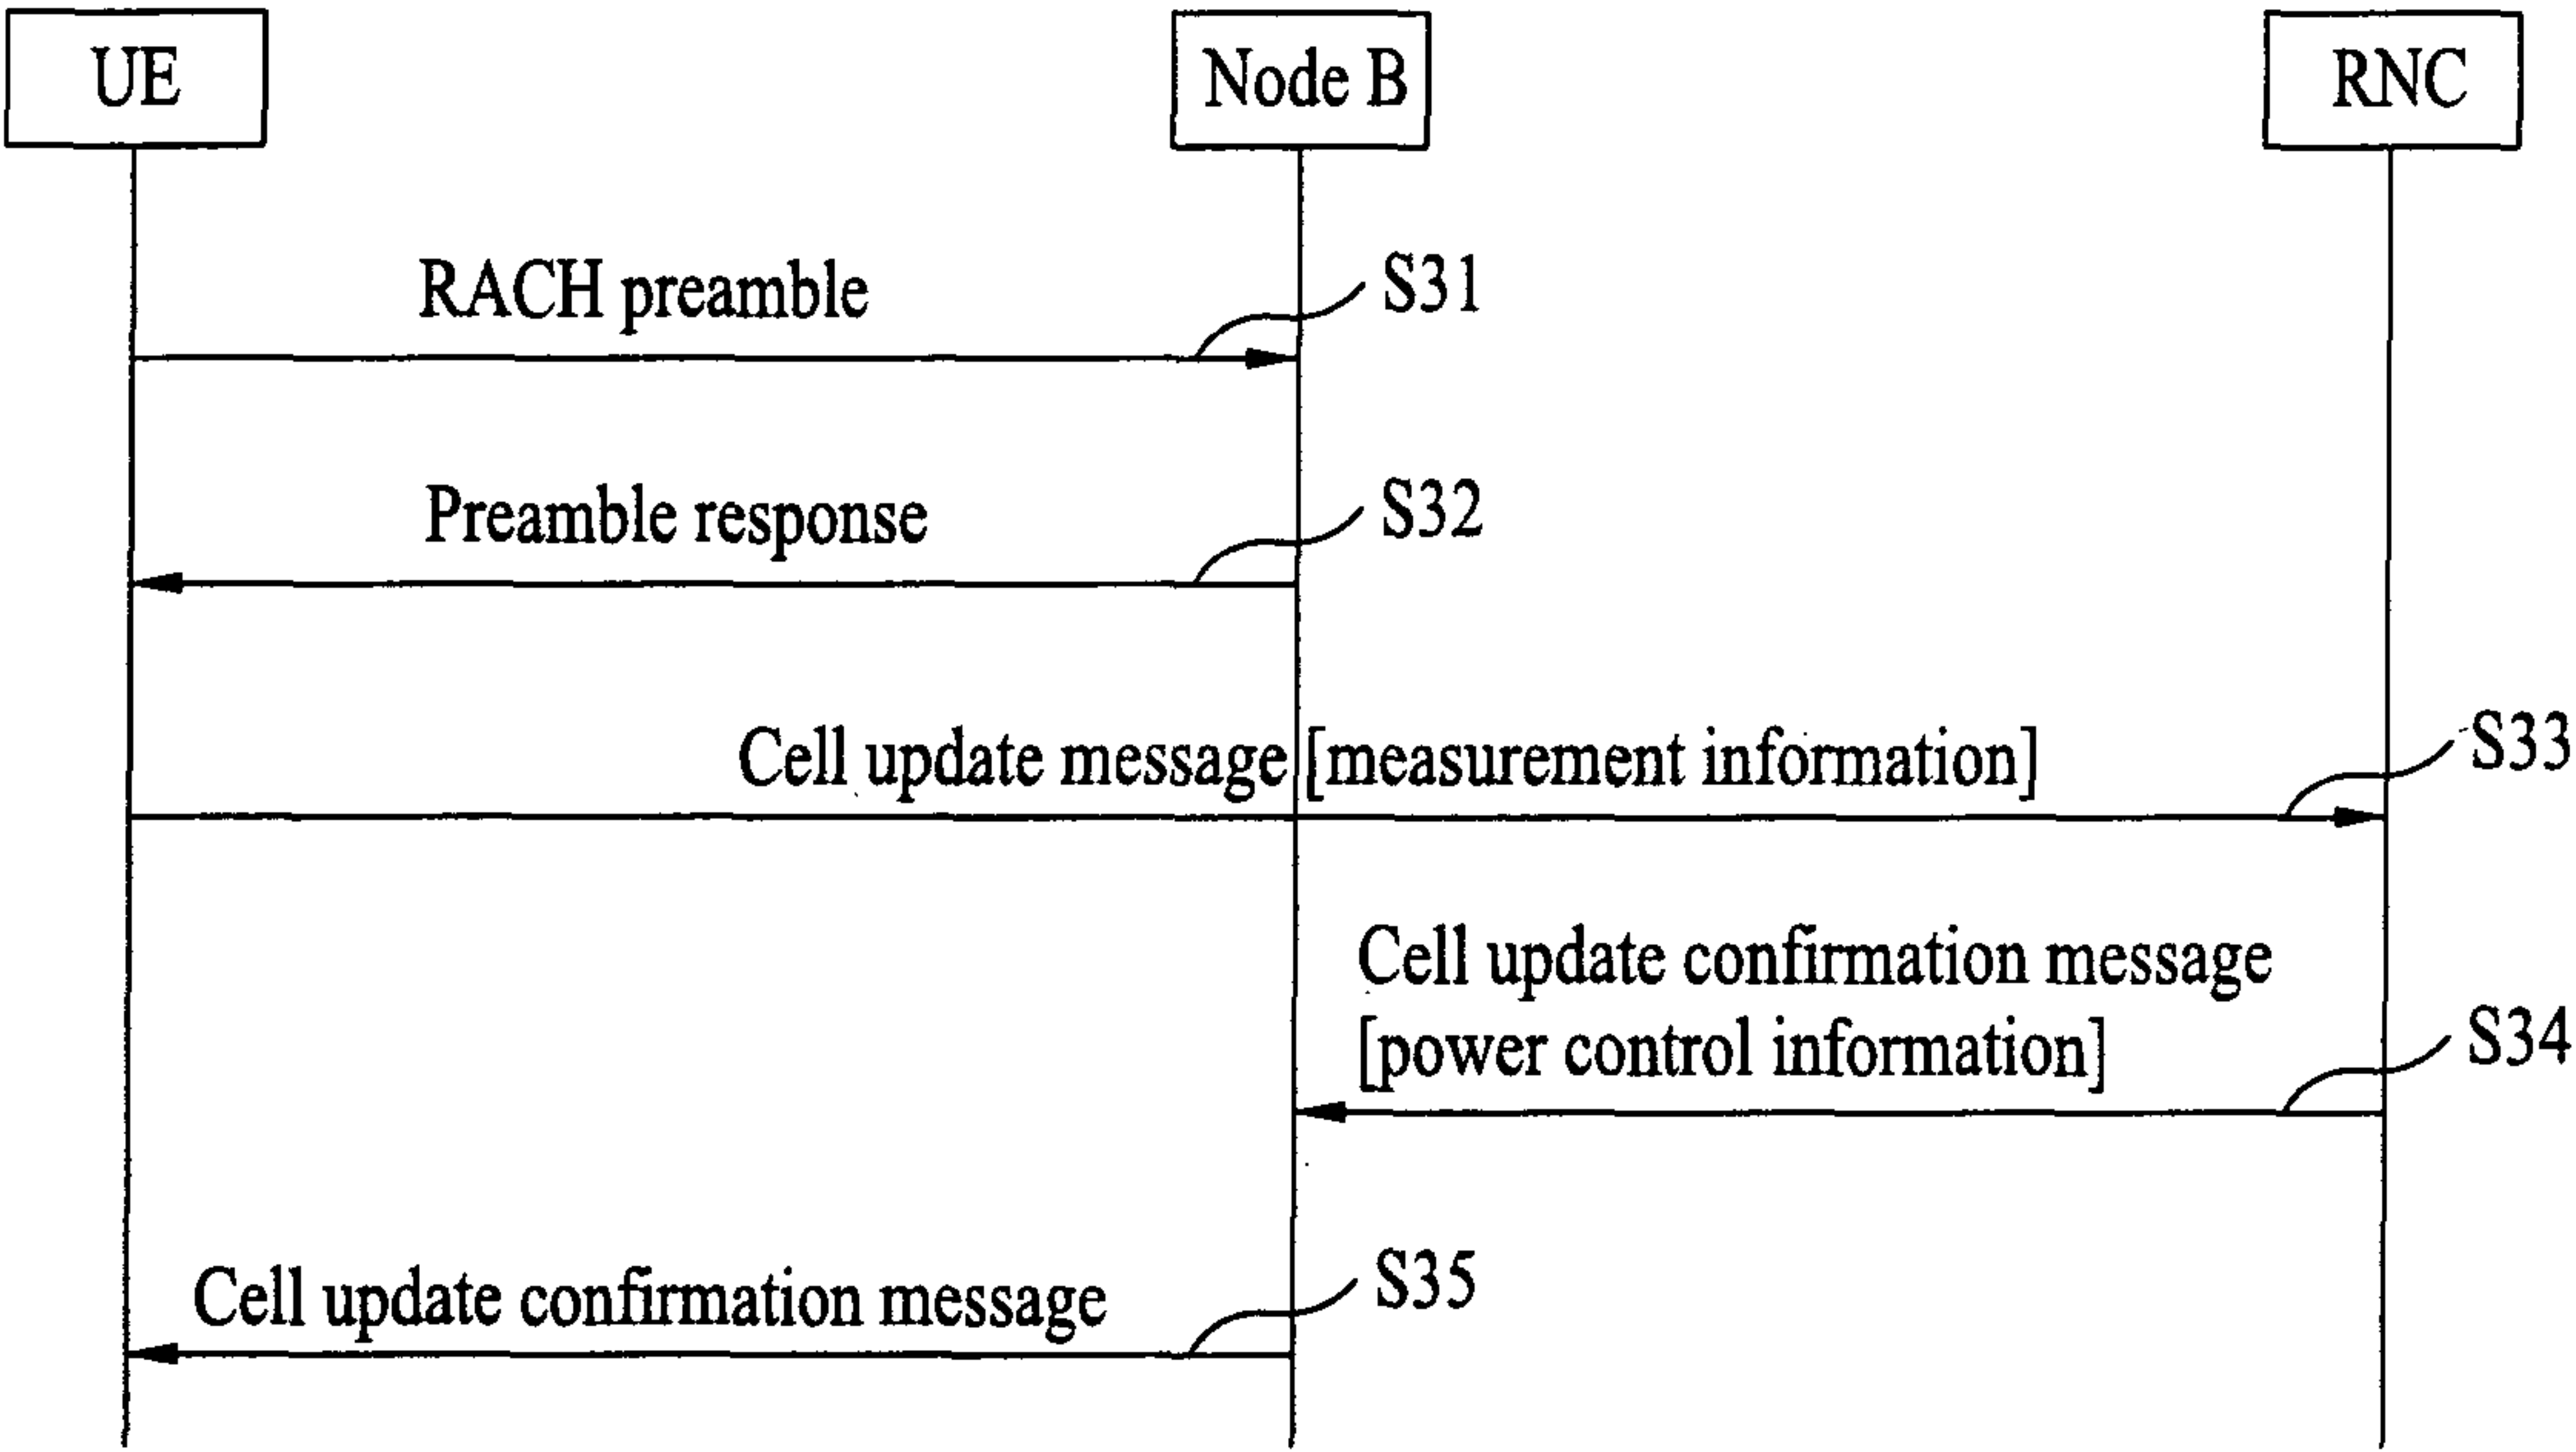 UE
Node B
RNC
RACH preamble
S31
Preamble response
S32
Cell update message [measurement information]
S33
Cell update confirmation message
[power control information]
S34
Cell update confirmation message
S35